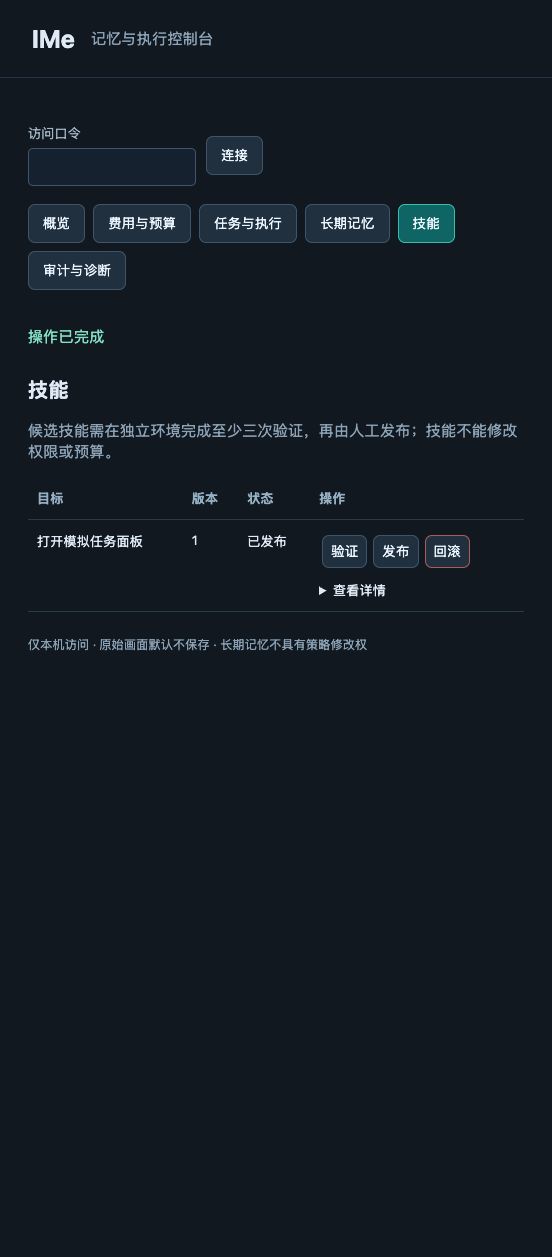 IMe 记忆与执行控制台
访问口令
连接
概览 费用与预算 任务与执行 长期记忆 技能
审计与诊断
操作已完成
技能
候选技能需在独立环境完成至少三次验证，再由人工发布；技能不能修改
权限或预算。
目标 版本 状态 操作
打开模拟任务面板 1 已发布 验证 发布 回滚
▶ 查看详情
仅本机访问 · 原始画面默认不保存 · 长期记忆不具有策略修改权